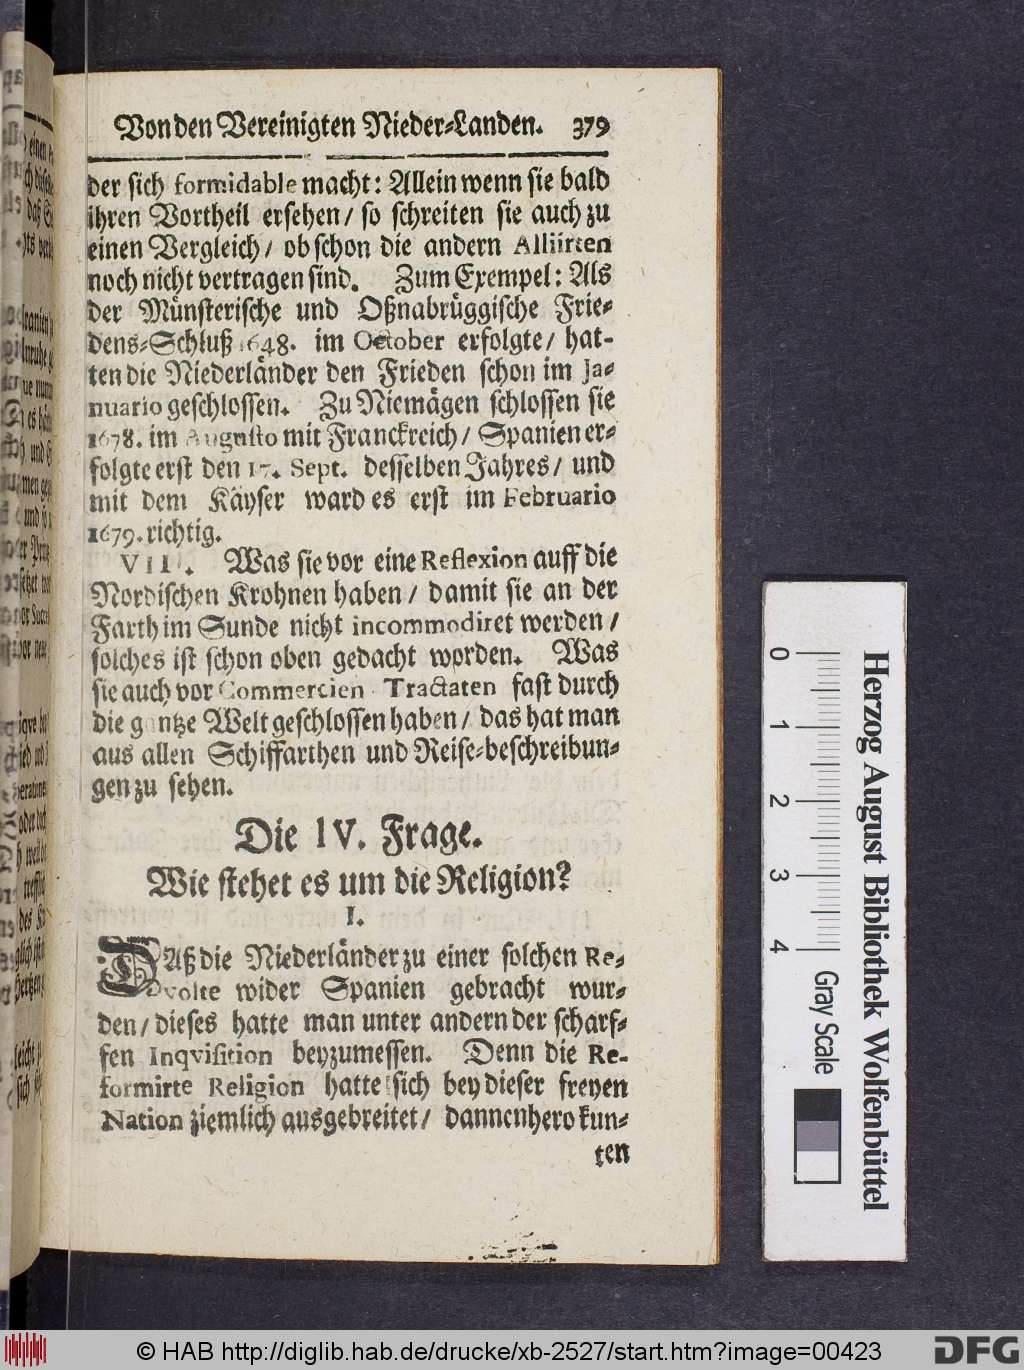 Von den Vereinigten Nieder-Landen. 379
der sich formidable macht: Allein wenn sie bald
ihren Vortheil ersehen/ so schreiten sie auch zu
einen Vergleich/ ob schon die andern Alliirten
noch nicht vertragen sind. Zum Exempel: Als
der Münsterische und Oßnabrüggische Frie-
dens-Schluß 1648. im October erfolgte/ hat-
ten die Niederländer den Frieden schon im Ja-
nuario geschlossen. Zu Niemägen schlossen sie
1678. im Augusto mit Franckreich/ Spanien er-
folgte erst den 17. Sept. desselben Jahres/ und
mit dem Käyser ward es erst im Februario
1679. richtig.
VIII. Was sie vor eine Reflexion auff die
Nordischen Krohnen haben/ damit sie an der
Farth im Sunde nicht incommodiret werden/
solches ist schon oben gedacht worden. Was
sie auch vor Commercien Tractaten fast durch
die gantze Welt geschlossen haben/ das hat man
aus allen Schiffarthen und Reise-beschreibun-
gen zu sehen.
Die IV. Frage.
Wie stehet es um die Religion?
I.
DAß die Niederländer zu einer solchen Re-
volte wider Spanien gebracht wur-
den/ dieses hatte man unter andern der scharf-
fen Inqvisition beyzumessen. Denn die Re-
formirte Religion hatte sich bey dieser freyen
Nation ziemlich ausgebreitet/ dannenhero kun-
ten
0 1 2 3 4
Gray Scale
Herzog August Bibliothek Wolfenbüttel
© HAB http://diglib.hab.de/drucke/xb-2527/start.htm?image=00423
DFG